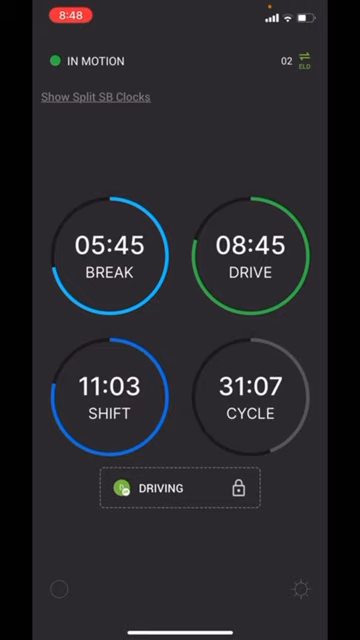 8:48
IN MOTION
02
ELD
Show Split SB Clocks
05:45
BREAK
08:45
DRIVE
11:03
SHIFT
31:07
CYCLE
DRIVING